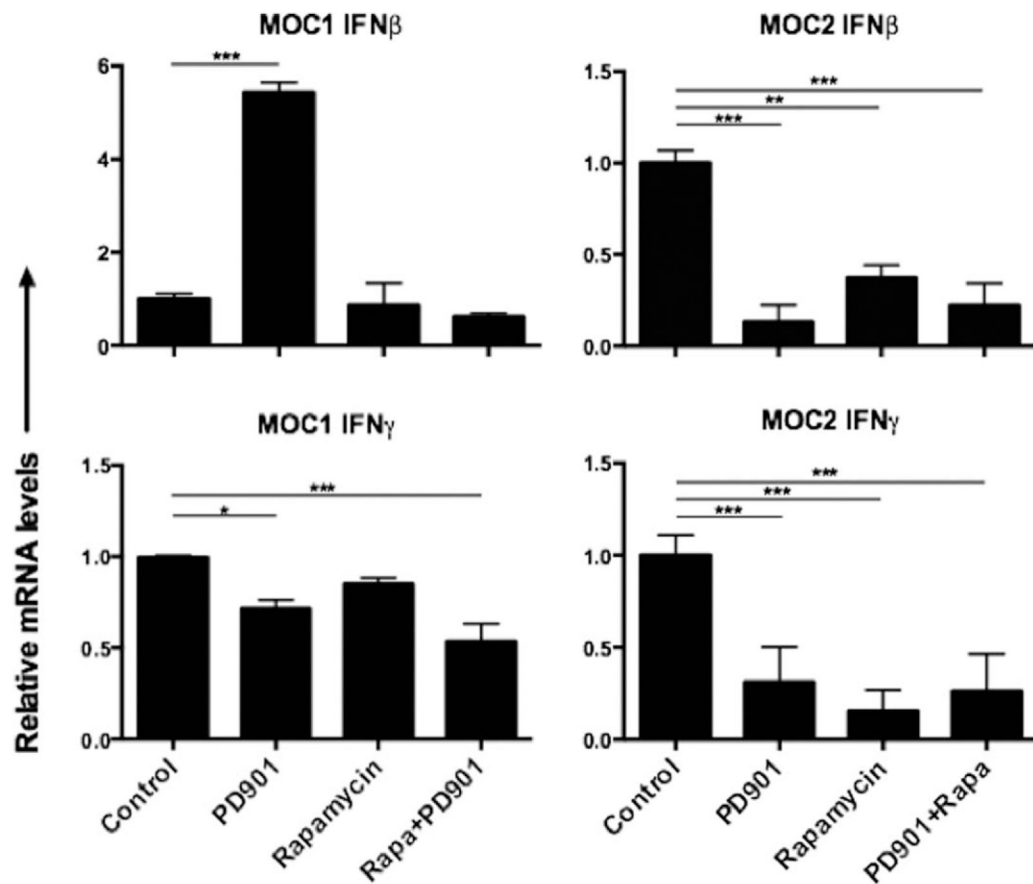 MOC1 IFNβ
MOC2 IFNβ
***
6
4
2
0
***
**
***
1.5
1.0
0.5
0.0
Relative mRNA levels
MOC1 IFNγ
MOC2 IFNγ
***
*
1.5
1.0
0.5
0.0
***
***
***
1.5
1.0
0.5
0.0
Control
PD901
Rapamycin
Rapa+PD901
Control
PD901
Rapamycin
PD901+Rapa